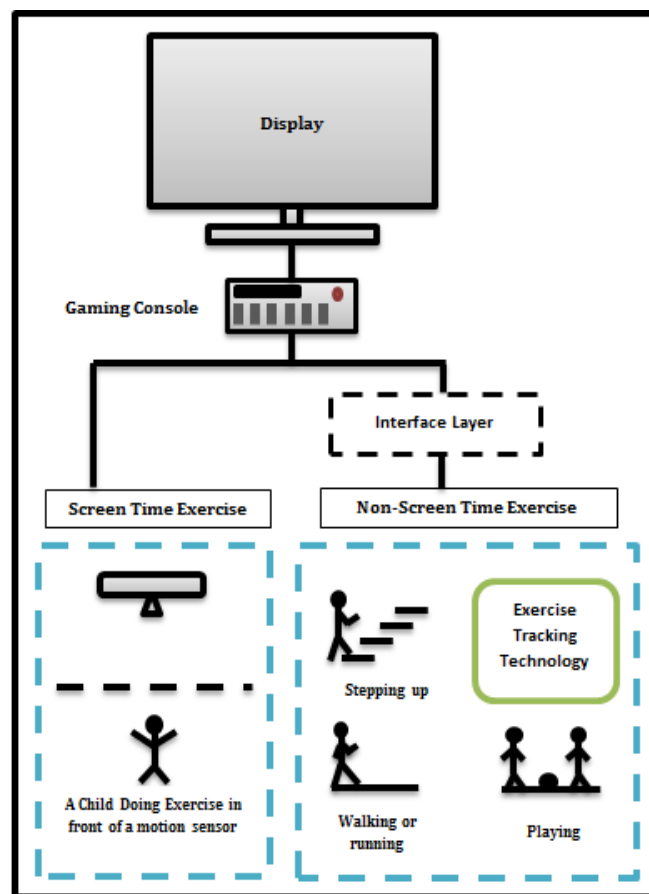 Display
Gaming Console
Interface Layer
Screen Time Exercise
Non-Screen Time Exercise
Exercise
Tracking
Technology
Stepping up
A Child Doing Exercise in
front of a motion sensor
Walking or
running
Playing